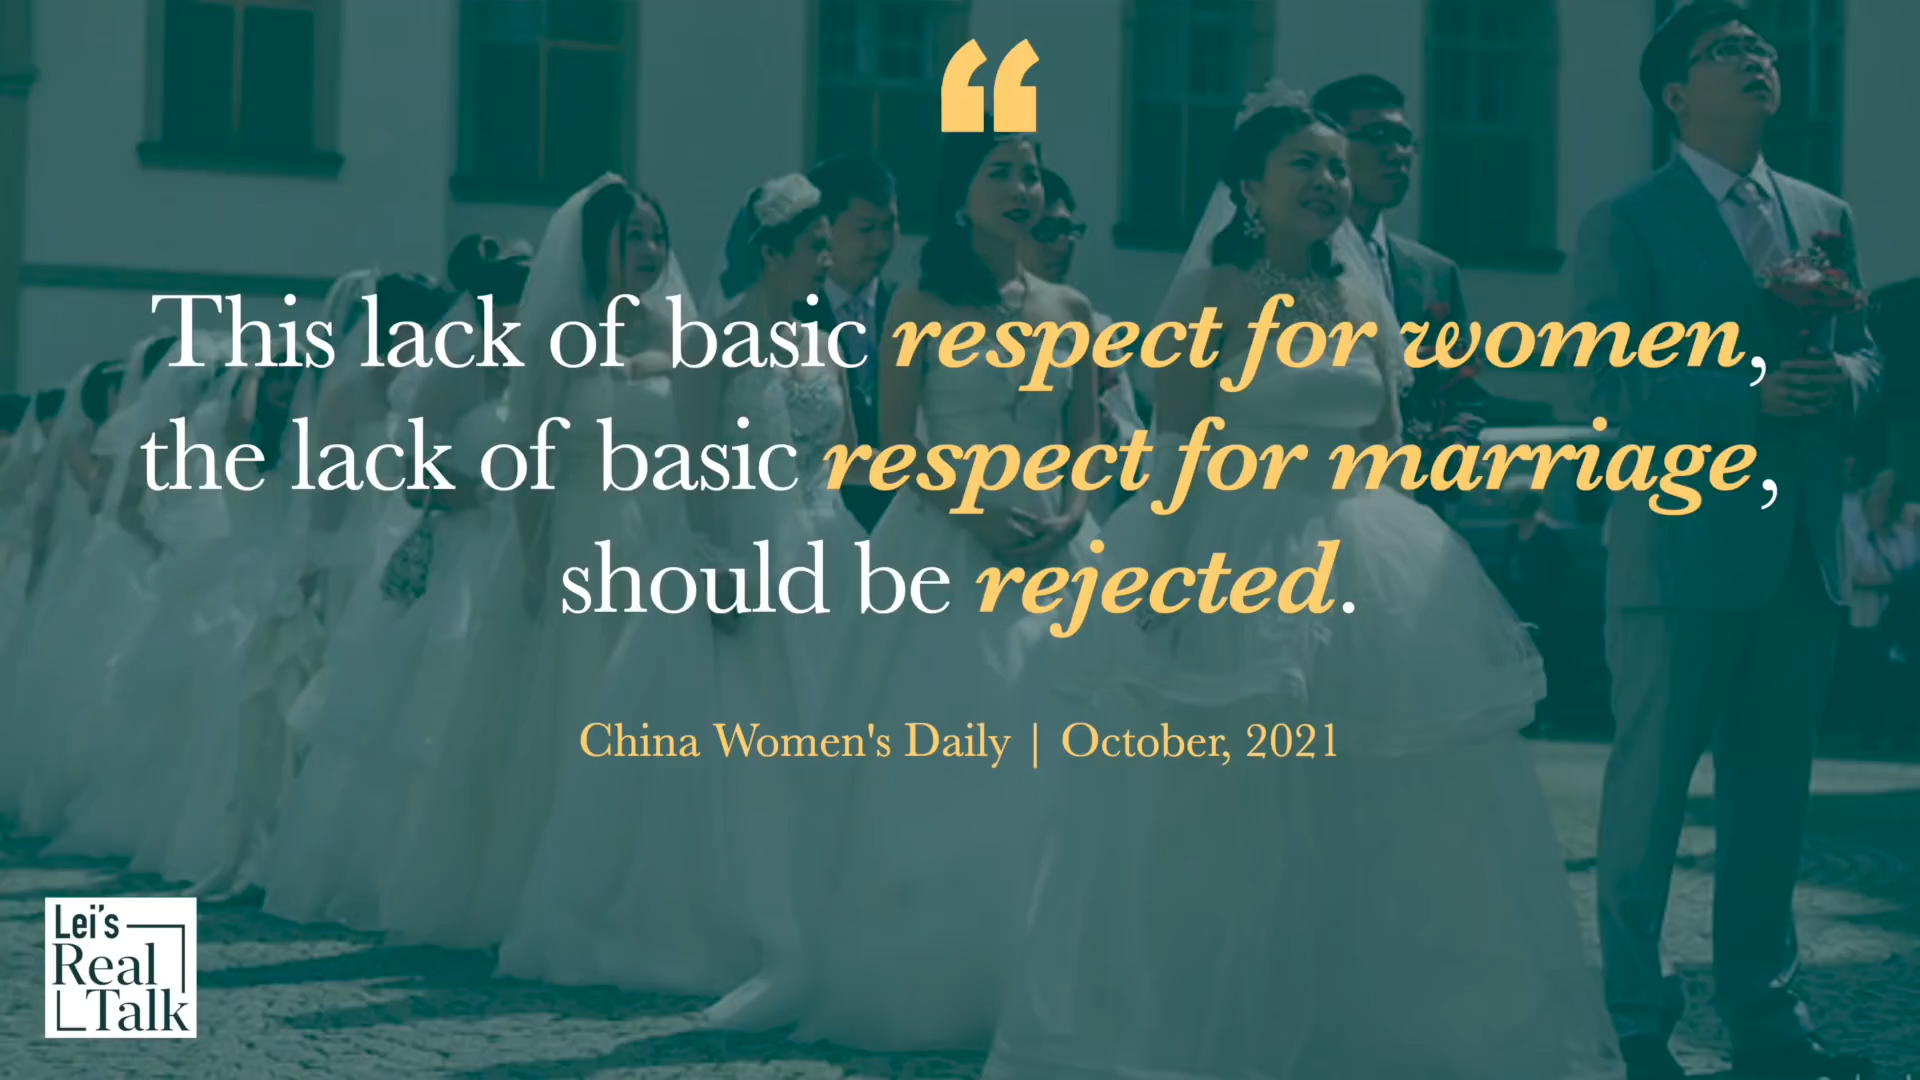 “
This lack of basic respect for women,
the lack of basic respect for marriage,
should be rejected.
China Women's Daily | October, 2021
Lei's
Real
Talk